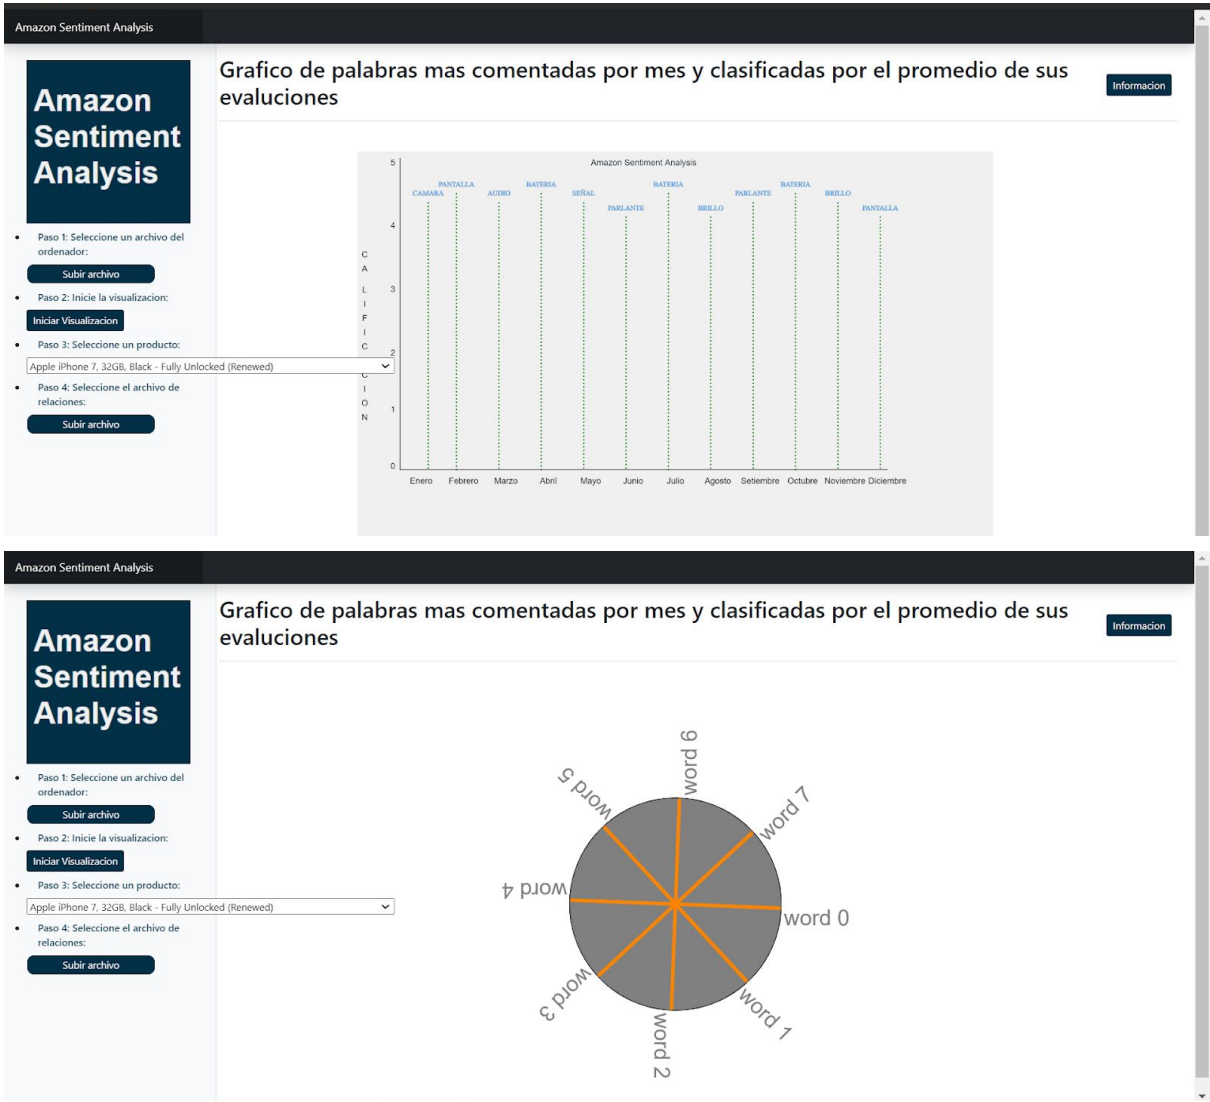 Amazon Sentiment Analysis
Amazon
Sentiment
Analysis
Paso 1: Seleccione un archivo del
ordenador:
Subir archivo
Paso 2: Inicie la visualizacion:
Iniciar Visualizacion
Paso 3: Seleccione un producto:
Apple iPhone 7, 32GB, Black - Fully Unlocked (Renewed)
Paso 4: Seleccione el archivo de
relaciones:
Subir archivo
Grafico de palabras mas comentadas por mes y clasificadas por el promedio de sus
evaluciones
Informacion
Amazon Sentiment Analysis
5
4
3
2
1
0
C
A
L
I
F
I
C
C
I
O
N
PANTALLA BATERIA BATERIA BATERIA
CAMARA AUDIO SEÑAL PARLANTE BRILLO
PARLANTE BRILLO PANTALLA
Enero Febrero Marzo Abril Mayo Junio Julio Agosto Setiembre Octubre Noviembre Diciembre
Amazon Sentiment Analysis
Amazon
Sentiment
Analysis
Paso 1: Seleccione un archivo del
ordenador:
Subir archivo
Paso 2: Inicie la visualizacion:
Iniciar Visualizacion
Paso 3: Seleccione un producto:
Apple iPhone 7, 32GB, Black - Fully Unlocked (Renewed)
Paso 4: Seleccione el archivo de
relaciones:
Subir archivo
Grafico de palabras mas comentadas por mes y clasificadas por el promedio de sus
evaluciones
Informacion
word 0
word 1
word 2
word 3
word 4
word 5
word 6
word 7